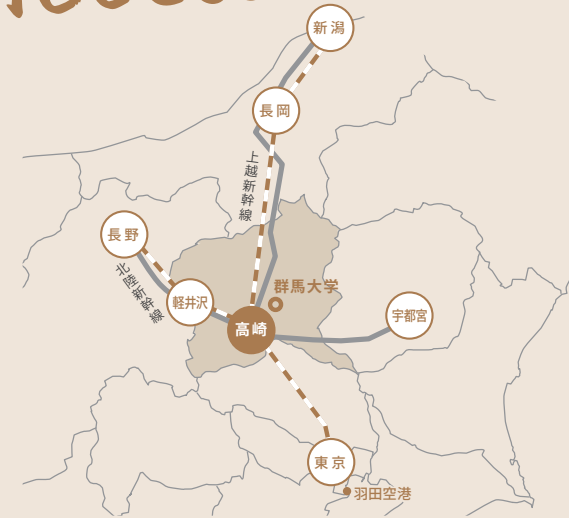 新潟
長岡
上越新幹線
長野
北陸新幹線
軽井沢
群馬大学
高崎
宇都宮
東京
羽田空港